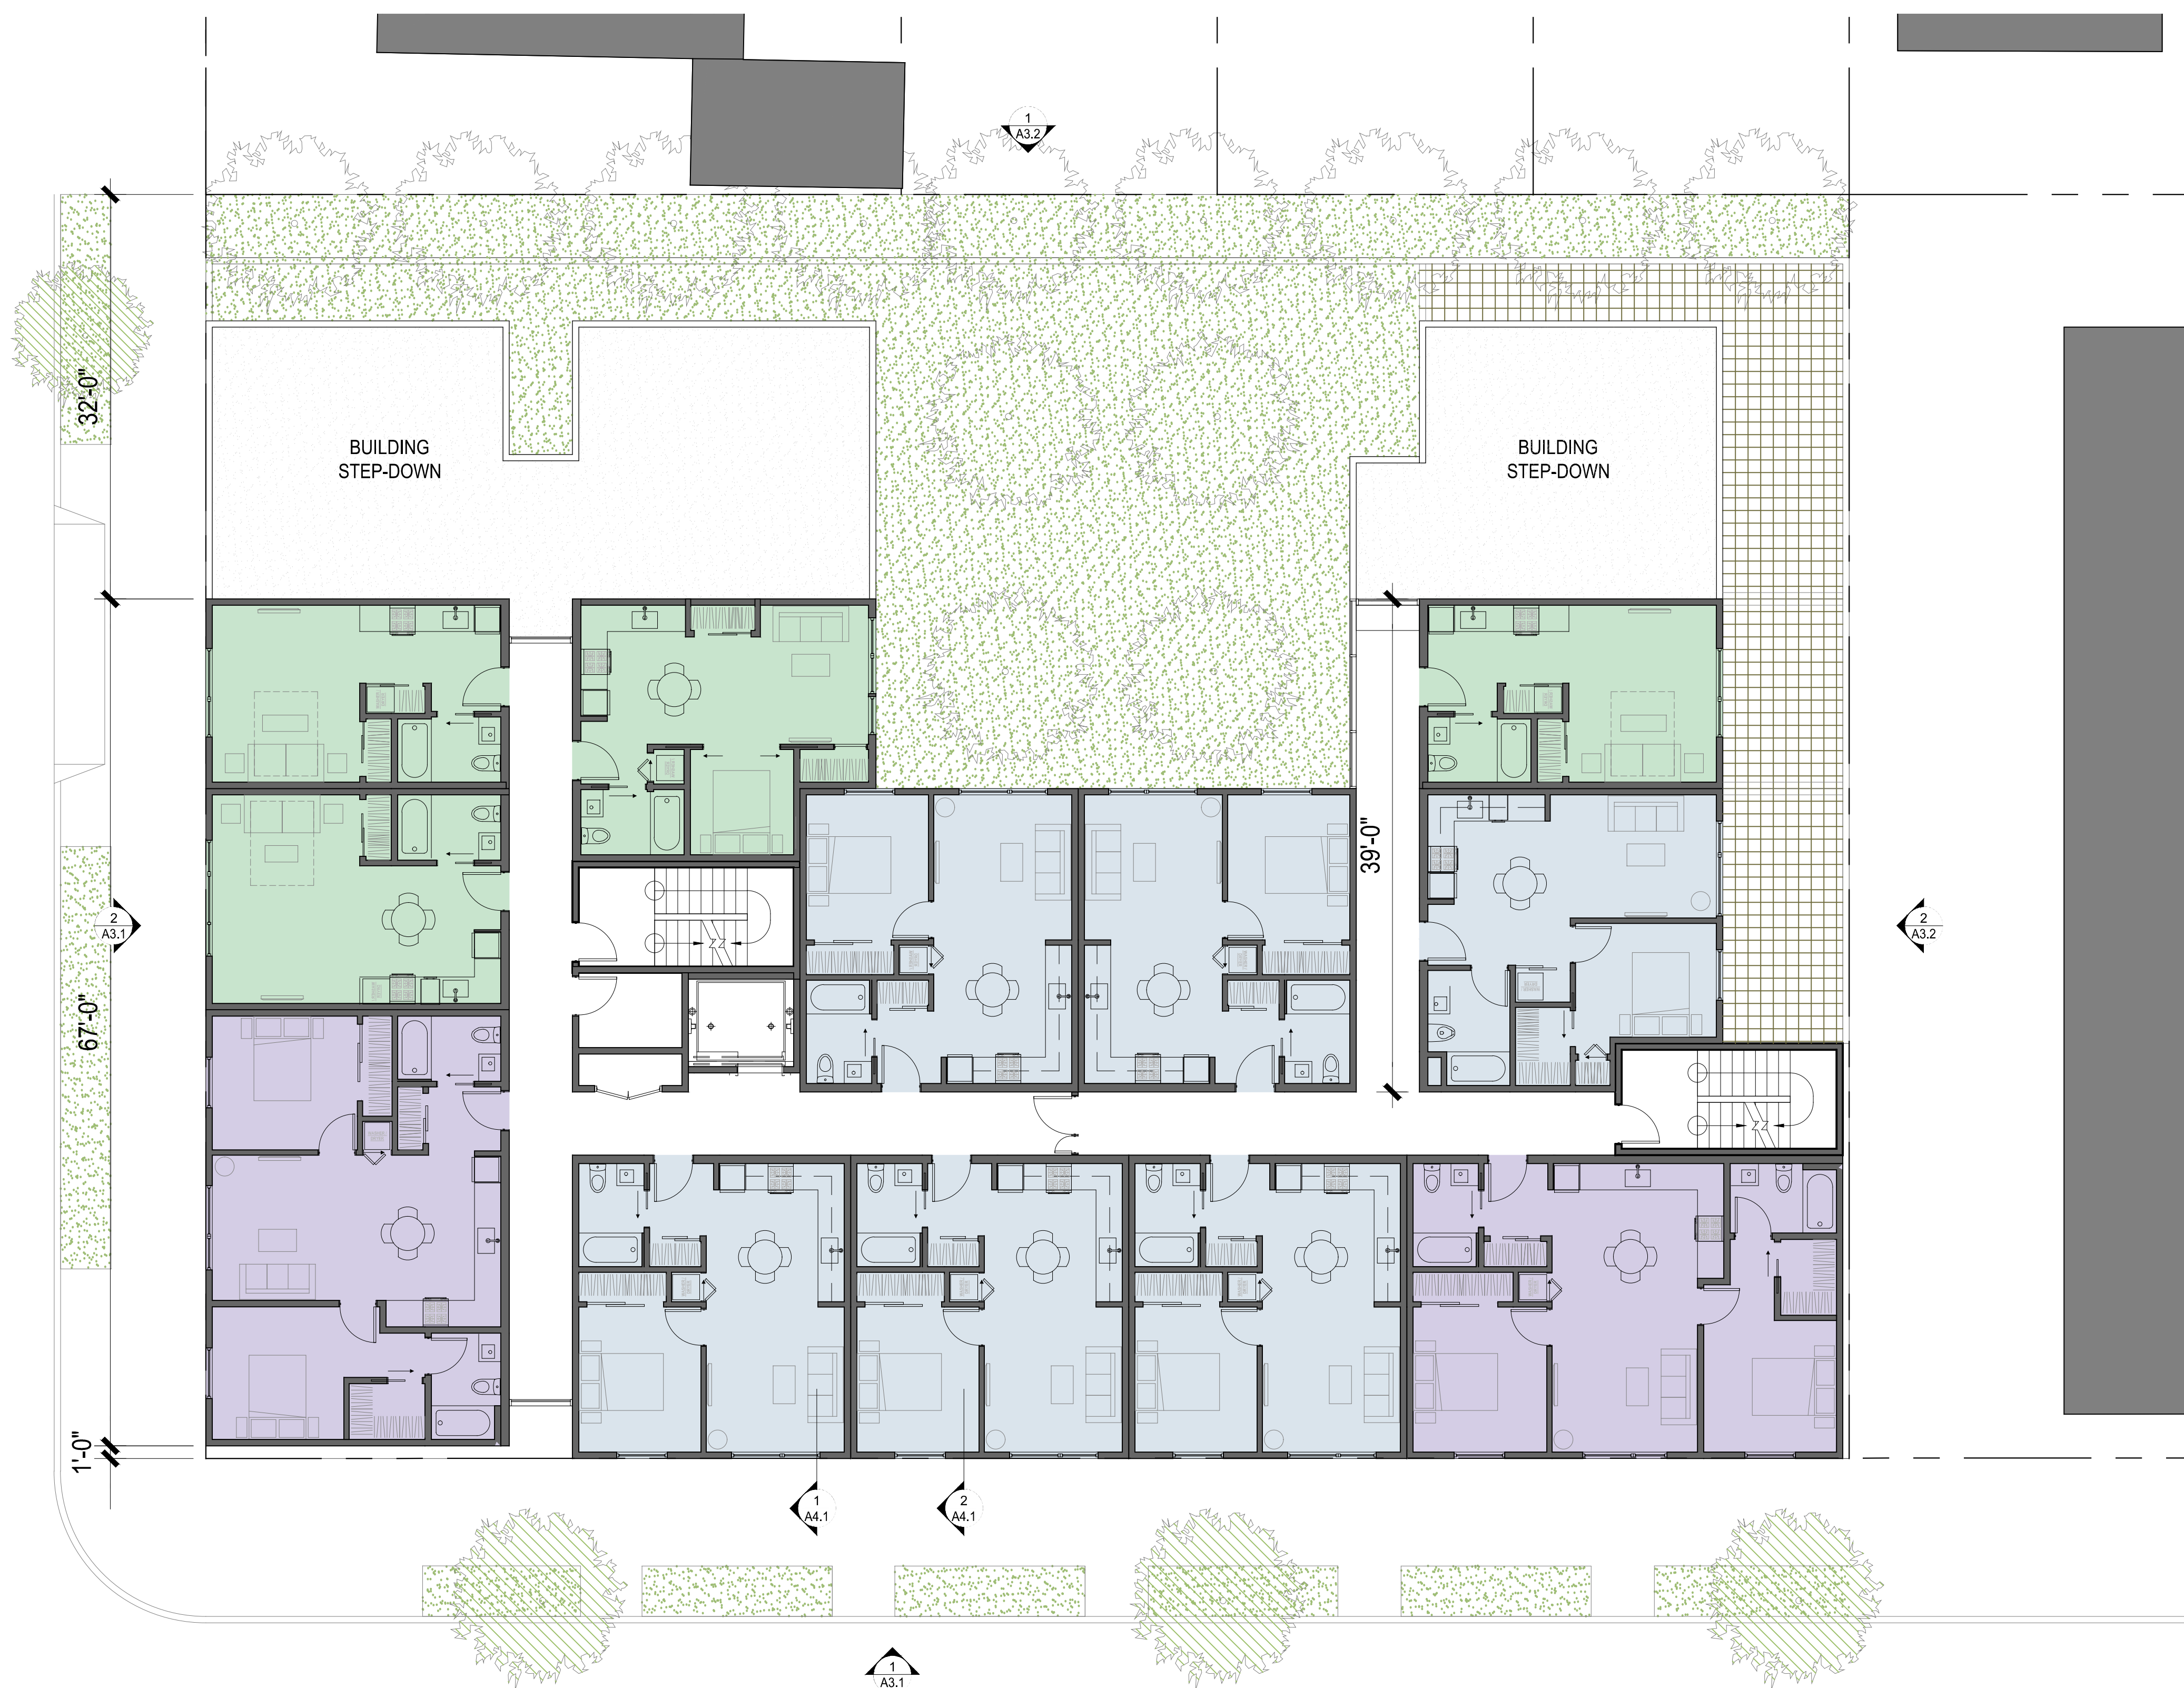 1
A3.2
32'-0"
BUILDING
STEP-DOWN
BUILDING
STEP-DOWN
39'-0"
2
A3.1
2
A3.2
67'-0"
1'-0"
1
A4.1
2
A4.1
1
A3.1